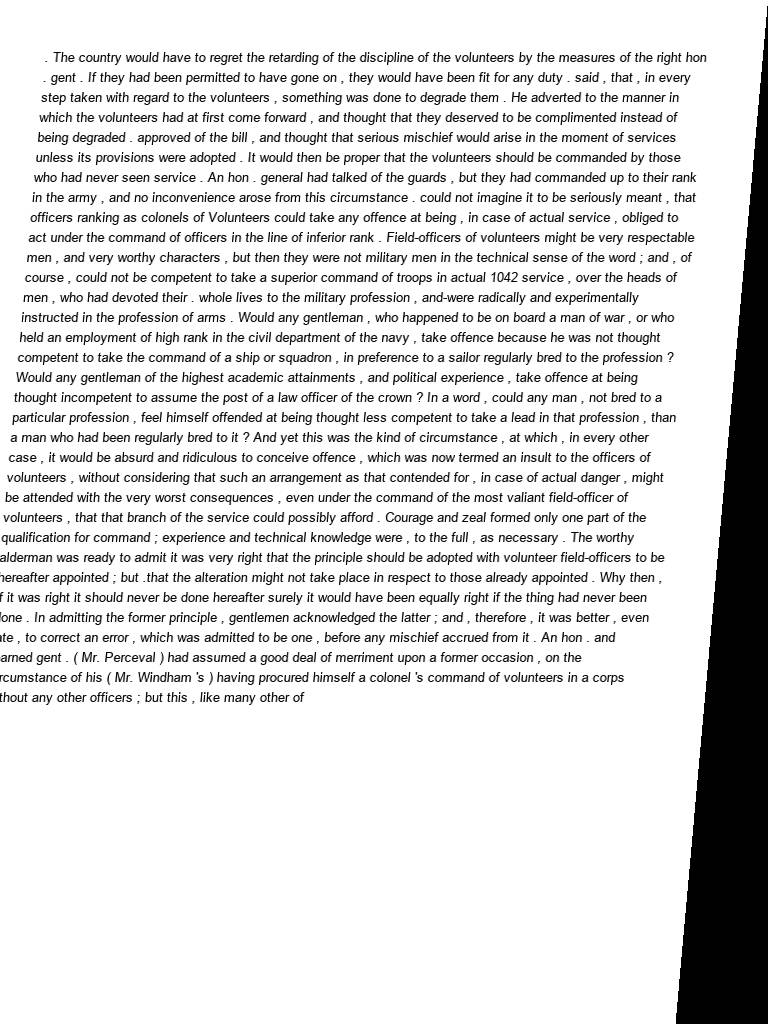 . The country would have to regret the retarding of the discipline of the volunteers by the measures of the right hon
. gent . If they had been permitted to have gone on , they would have been fit for any duty . said , that , in every
step taken with regard to the volunteers , something was done to degrade them . He adverted to the manner in
which the volunteers had at first come forward , and thought that they deserved to be complimented instead of
being degraded . approved of the bill , and thought that serious mischief would arise in the moment of services
unless its provisions were adopted . It would then be proper that the volunteers should be commanded by those
who had never seen service . An hon . general had talked of the guards , but they had commanded up to their rank
in the army , and no inconvenience arose from this circumstance . could not imagine it to be seriously meant , that
officers ranking as colonels of Volunteers could take any offence at being , in case of actual service , obliged to
act under the command of officers in the line of inferior rank . Field-officers of volunteers might be very respectable
men , and very worthy characters , but then they were not military men in the technical sense of the word ; and , of
course , could not be competent to take a superior command of troops in actual 1042 service , over the heads of
men , who had devoted their . whole lives to the military profession , and-were radically and experimentally
instructed in the profession of arms . Would any gentleman , who happened to be on board a man of war , or who
held an employment of high rank in the civil department of the navy , take offence because he was not thought
competent to take the command of a ship or squadron , in preference to a sailor regularly bred to the profession ?
Would any gentleman of the highest academic attainments , and political experience , take offence at being
thought incompetent to assume the post of a law officer of the crown ? In a word , could any man , not bred to a
particular profession , feel himself offended at being thought less competent to take a lead in that profession , than
a man who had been regularly bred to it ? And yet this was the kind of circumstance , at which , in every other
case , it would be absurd and ridiculous to conceive offence , which was now termed an insult to the officers of
volunteers , without considering that such an arrangement as that contended for , in case of actual danger , might
be attended with the very worst consequences , even under the command of the most valiant field-officer of
volunteers , that that branch of the service could possibly afford . Courage and zeal formed only one part of the
qualification for command ; experience and technical knowledge were , to the full , as necessary . The worthy
alderman was ready to admit it was very right that the principle should be adopted with volunteer field-officers to be
hereafter appointed ; but .that the alteration might not take place in respect to those already appointed . Why then ,
f it was right it should never be done hereafter surely it would have been equally right if the thing had never been
lone . In admitting the former principle , gentlemen acknowledged the latter ; and , therefore , it was better , even
ate , to correct an error , which was admitted to be one , before any mischief accrued from it . An hon . and
arned gent . ( Mr. Perceval ) had assumed a good deal of merriment upon a former occasion , on the
rcumstance of his ( Mr. Windham 's ) having procured himself a colonel 's command of volunteers in a corps
thout any other officers ; but this , like many other of